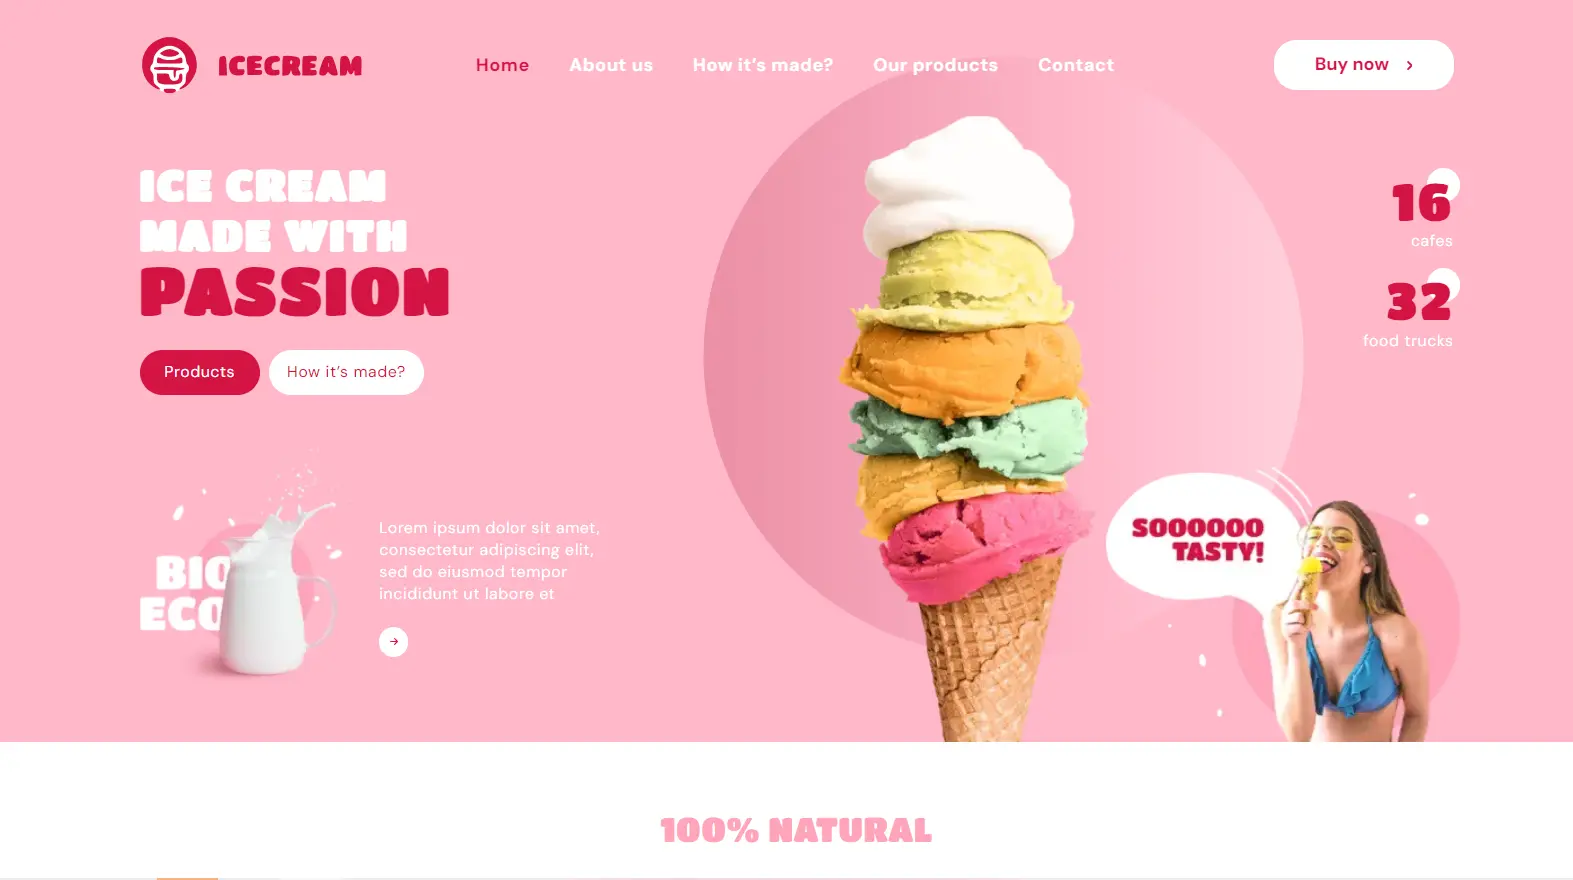 ICECREAM
Home
About us
How it's made?
Our products
Contact
Buy now
ICE CREAM
MADE WITH
PASSION
Products
How it's made?
16
cafes
32
food trucks
BIO
ECO
Lorem ipsum dolor sit amet,
consectetur adipiscing elit,
sed do eiusmod tempor
incididunt ut labore et
SOOOOOO
TASTY!
100% NATURAL